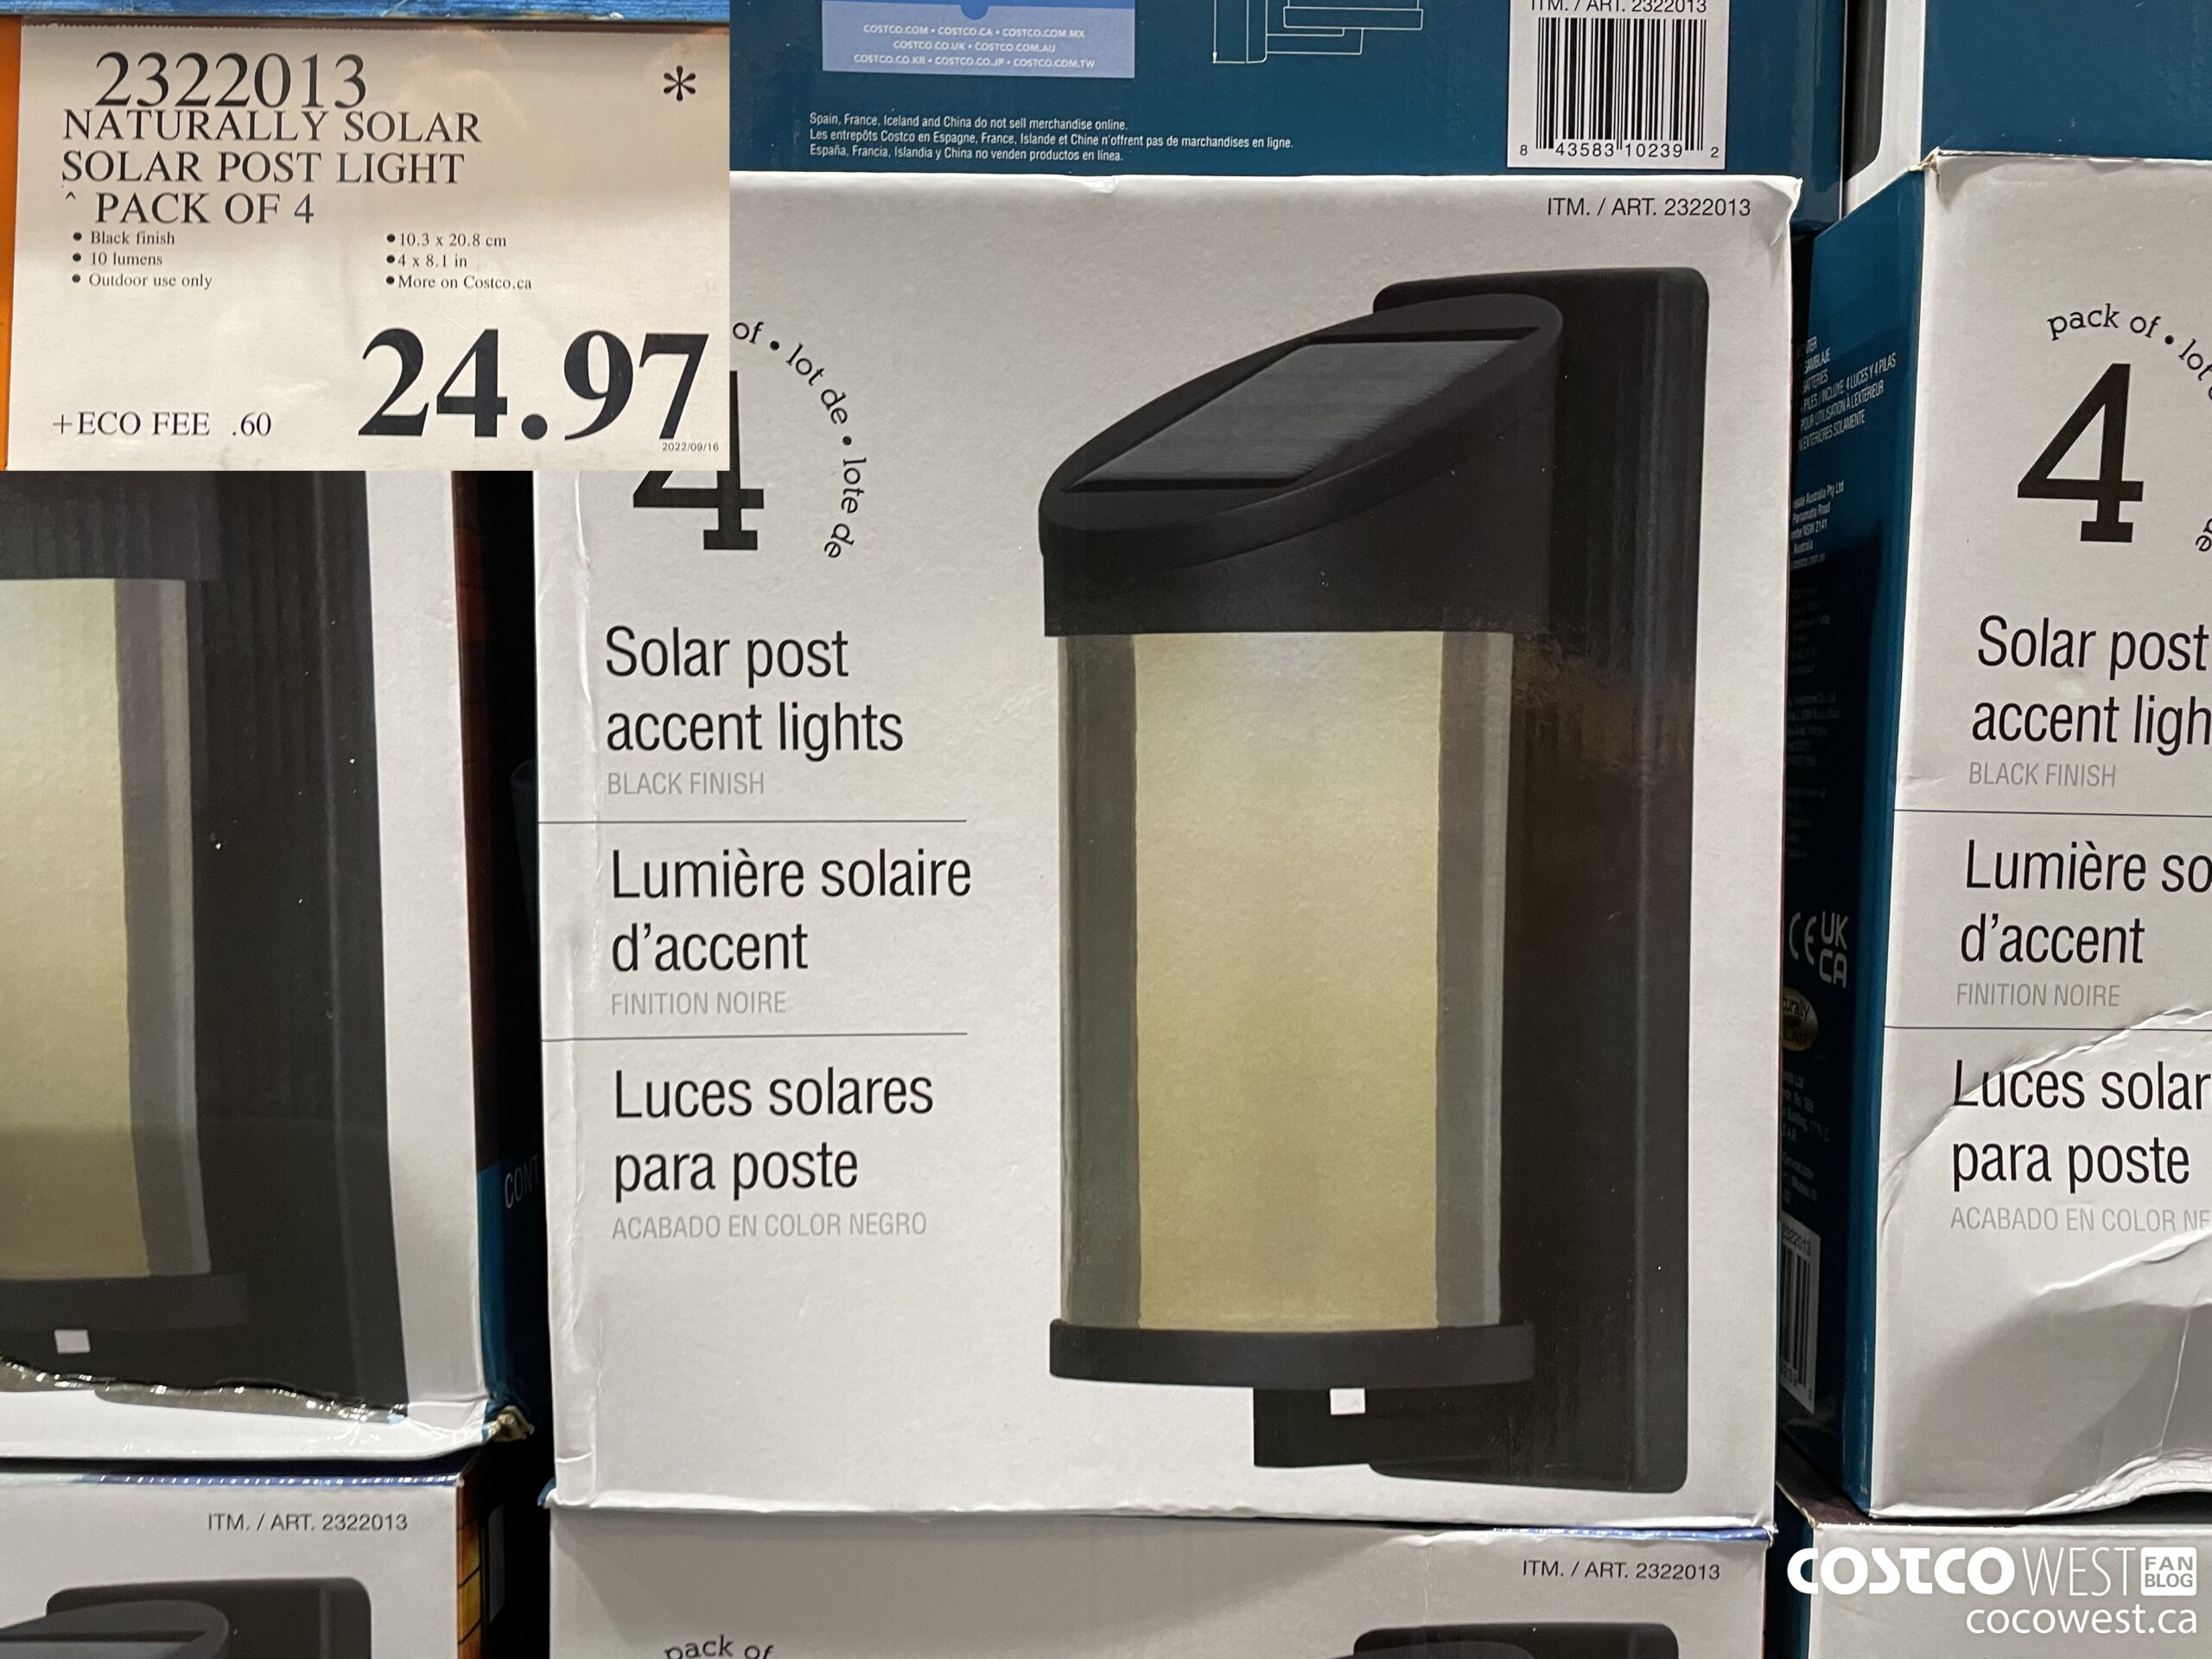 2322013
*
NATURALLY SOLAR
SOLAR POST LIGHT
^ PACK OF 4
• Black finish
• 10 lumens
• Outdoor use only
• 10.3 x 20.8 cm
• 4 x 8.1 in
• More on Costco.ca
24.97
+ECO FEE .60
2022/09/16
COSTCO.COM • COSTCO.CA • COSTCO.COM.MX
COSTCO.CO.UK • COSTCO.COM.AU
COSTCO.CO.KR • COSTCO.CO.JP • COSTCO.COM.TW
Spain, France, Iceland and China do not sell merchandise online.
Les entrepôts Costco en Espagne, France, Islande et Chine n'offrent pas de marchandises en ligne.
España, Francia, Islandia y China no venden productos en línea.
ITM. / ART. 2322013
8 43583 10239 2
ITM. / ART. 2322013
of • lot de • lote de
4
Solar post
accent lights
BLACK FINISH
Lumière solaire
d'accent
FINITION NOIRE
Luces solares
para poste
ACABADO EN COLOR NEGRO
pack of • lot
4
Solar post
accent ligh
BLACK FINISH
Lumière so
d'accent
FINITION NOIRE
Luces solar
para poste
ACABADO EN COLOR NE
CE UK
CA
ITM. / ART. 2322013
ITM. / ART. 2322013
pack of
COSTCO WEST FAN
BLOG
cocowest.ca